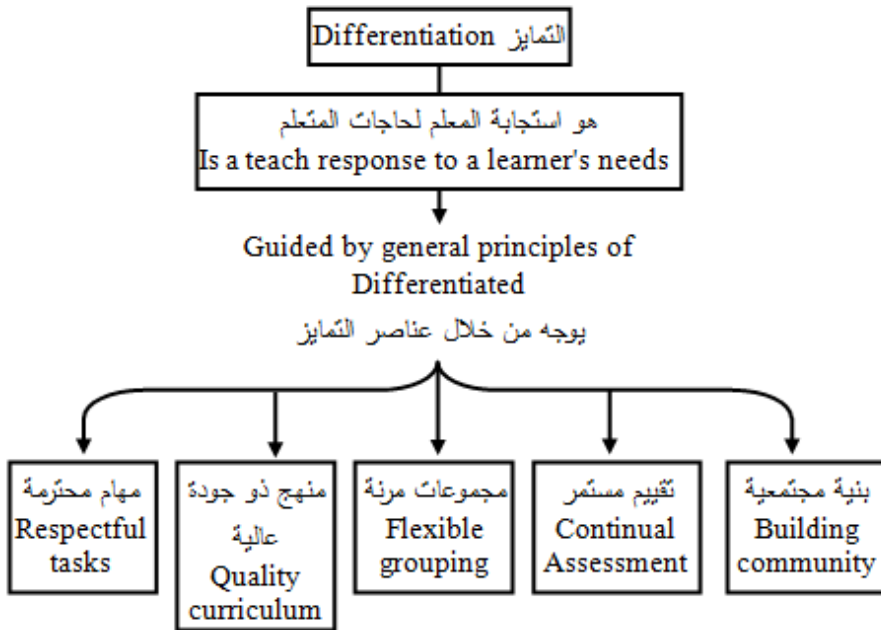 Differentiation التمايز
هو استجابة المعلم لحاجات المتعلم
Is a teach response to a learner's needs
Guided by general principles of
Differentiated
يوجه من خلال عناصر التمايز
مهام محترمة
Respectful
tasks
منهج ذو جودة
عالية
Quality
curriculum
مجموعات مرنة
Flexible
grouping
تقييم مستمر
Continual
Assessment
بنية مجتمعية
Building
community